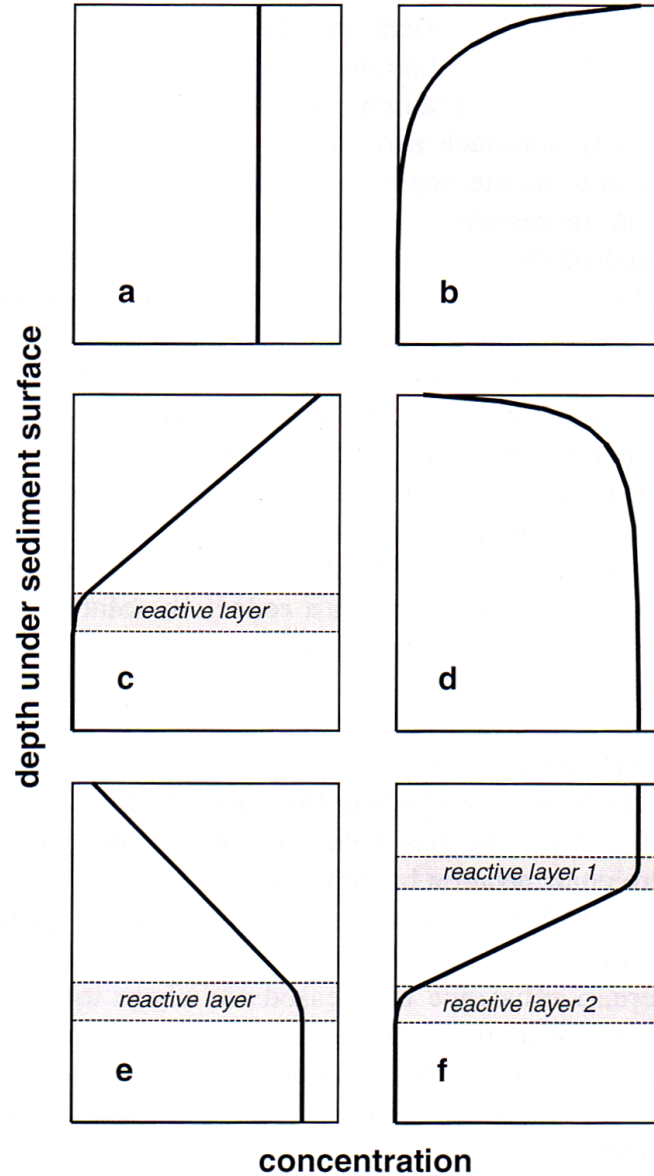 a
b
depth under sediment surface
reactive layer
c
d
reactive layer 1
reactive layer
reactive layer 2
e
f
concentration